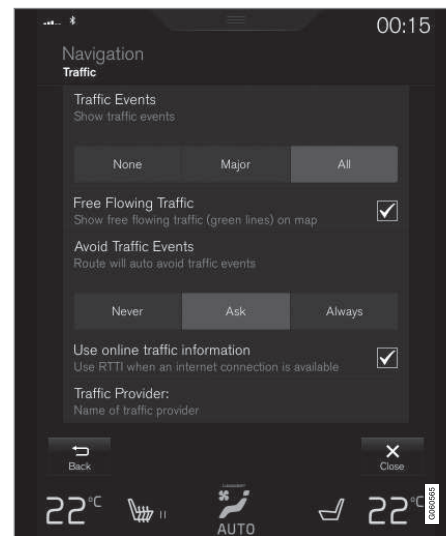 00:15
Navigation
Traffic
Traffic Events
Show traffic events
None Major All
Free Flowing Traffic
Show free flowing traffic (green lines) on map
Avoid Traffic Events
Route will auto avoid traffic events
Never Ask Always
Use online traffic information
Use RTTI when an internet connection is available
Traffic Provider:
Name of traffic provider
Back Close
22°C 22°C
AUTO
G060565